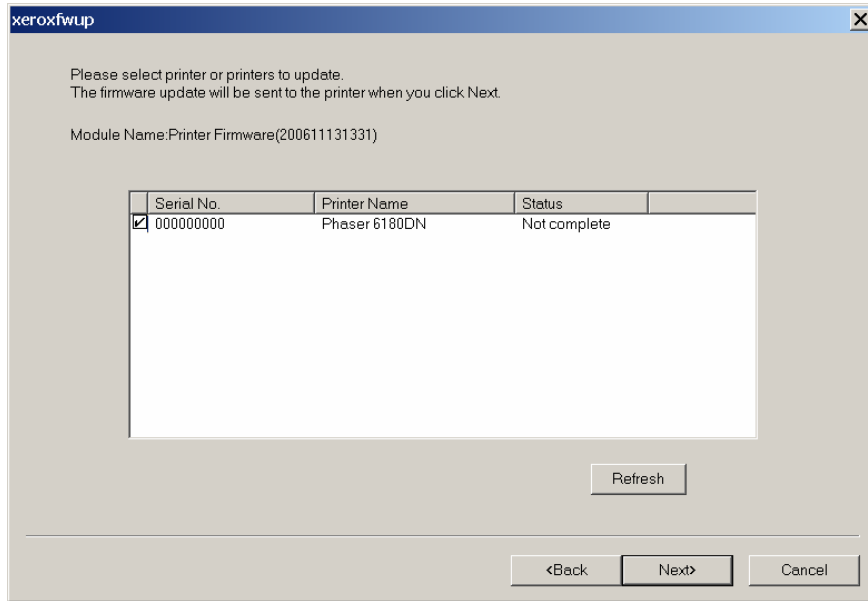 xeroxfwup
Please select printer or printers to update.
The firmware update will be sent to the printer when you click Next.
Module Name:Printer Firmware(200611131331)
Serial No. Printer Name Status
000000000 Phaser 6180DN Not complete
Refresh
<Back Next> Cancel